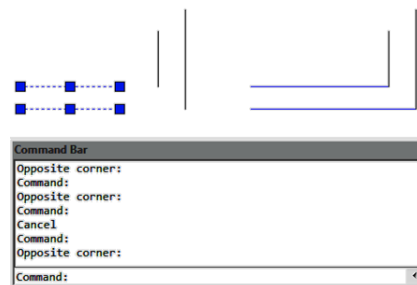 Command Bar
Opposite corner:
Command:
Opposite corner:
Command:
Cancel
Command:
Opposite corner:
Command: